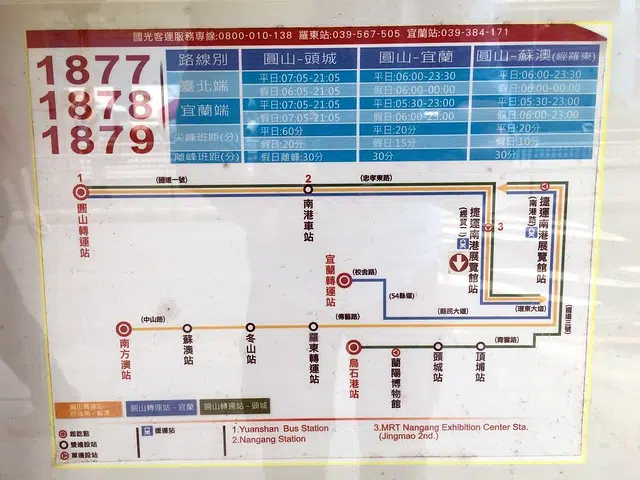 國光客運服務專線:0800-010-138 羅東站:039-567-505 宜蘭站:039-384-171
1877
1878
1879
路線別 圓山-頭城 圓山-宜蘭 圓山-蘇澳(經羅東)
臺北端 平日:07:05-21:05 平日:06:00-23:30 平日:06:00-23:30
假日:06:05-21:05 假日:06:00-00:00 假日:06:00-00:00
宜蘭端 平日:07:05-21:05 平日:05:30-23:00 平日:05:30-23:00
假日:07:05-21:05 假日:06:00-23:00 假日:06:00-23:00
尖峰班距(分) 平日:60分 平日:20分 平日:20分
假日:20分 假日:15分 假日:10分
離峰班距(分) 假日離峰:30分 30分 30分
1
(國道一號)
2
(忠孝東路)
圓山轉運站
南港車站
捷運南港展覽館站
(經貿二)
3
捷運南港展覽館站
(南港路)
宜蘭轉運站
(校舍路)
(54縣道)
(縣民大道)
(環東大道)
(國道三號)
(中山路)
(傳藝路)
(青雲路)
南方澳站
蘇澳站
冬山站
羅東轉運站
烏石港站
蘭陽博物館
頭城站
頂埔站
圓山轉運站
圓山轉運站-宜蘭
圓山轉運站-頭城
起訖點
雙邊設站
單邊設站
捷運站
1.Yuanshan Bus Station
2.Nangang Station
3.MRT Nangang Exhibition Center Sta.
(Jingmao 2nd.)